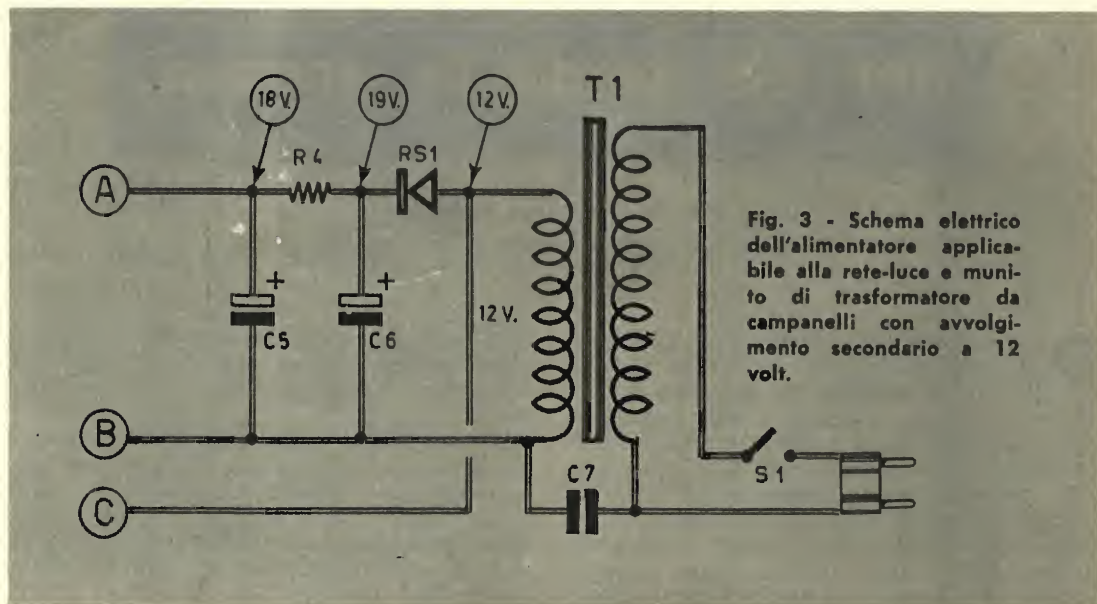 T1
18V.
19V.
12V.
R4
RS1
A
+
+
12V.
C5
C6
B
C7
S1
C
Fig. 3 - Schema elettrico
dell'alimentatore applica-
bile alla rete-luce e muni-
to di trasformatore da
campanelli con avvolgi-
mento secondario a 12
volt.